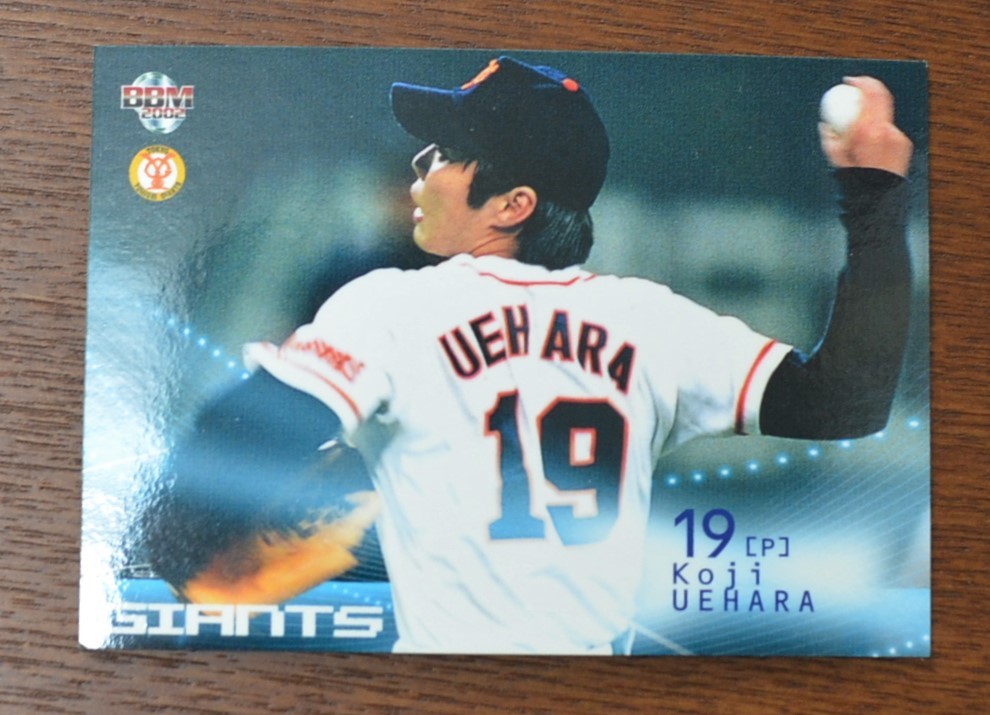 BBM
2002
UEHARA
19
19 [P]
Koji
UEHARA
GIANTS